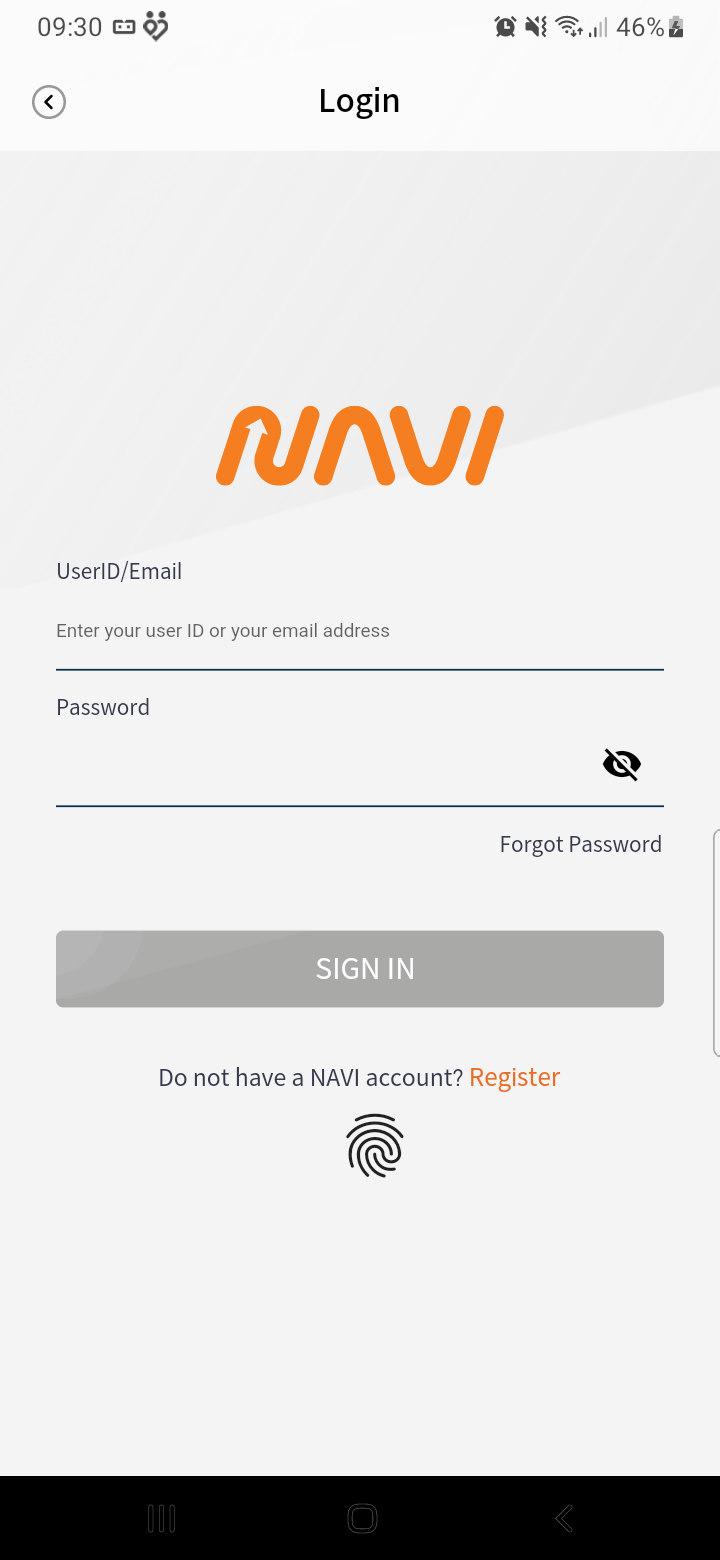 09:30
46%
Login
NAVI
UserID/Email
Enter your user ID or your email address
Password
Forgot Password
SIGN IN
Do not have a NAVI account? Register